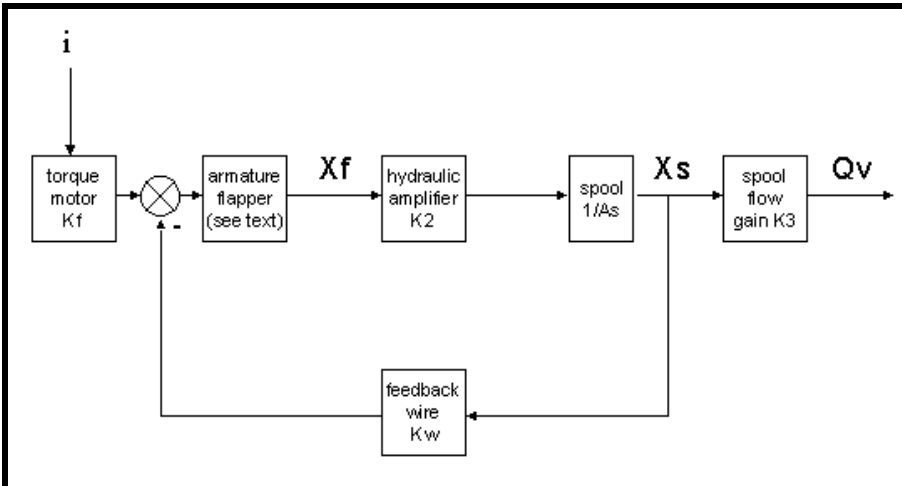 i
torque
motor
Kf
-
armature
flapper
(see text)
Xf
hydraulic
amplifier
K2
spool
1/As
Xs
spool
flow
gain K3
Qv
feedback
wire
Kw